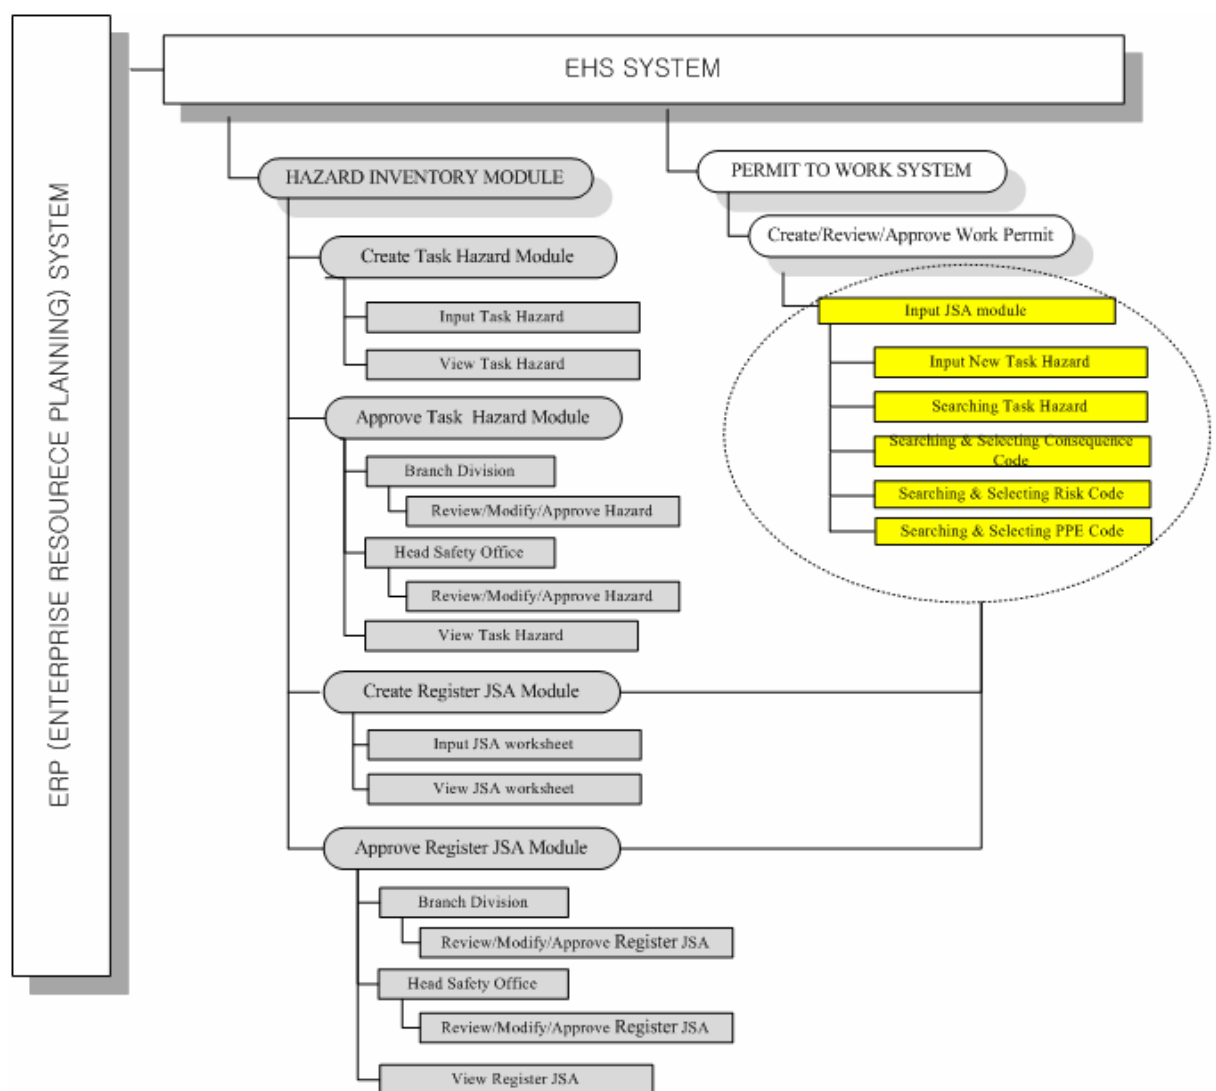 ERP (ENTERPRISE RESOURECE PLANNING) SYSTEM
EHS SYSTEM
HAZARD INVENTORY MODULE
Create Task Hazard Module
Input Task Hazard
View Task Hazard
Approve Task Hazard Module
Branch Division
Review/Modify/Approve Hazard
Head Safety Office
Review/Modify/Approve Hazard
View Task Hazard
Create Register JSA Module
Input JSA worksheet
View JSA worksheet
Approve Register JSA Module
Branch Division
Review/Modify/Approve Register JSA
Head Safety Office
Review/Modify/Approve Register JSA
View Register JSA
PERMIT TO WORK SYSTEM
Create/Review/Approve Work Permit
Input JSA module
Input New Task Hazard
Searching Task Hazard
Searching & Selecting Consequence
Code
Searching & Selecting Risk Code
Searching & Selecting PPE Code